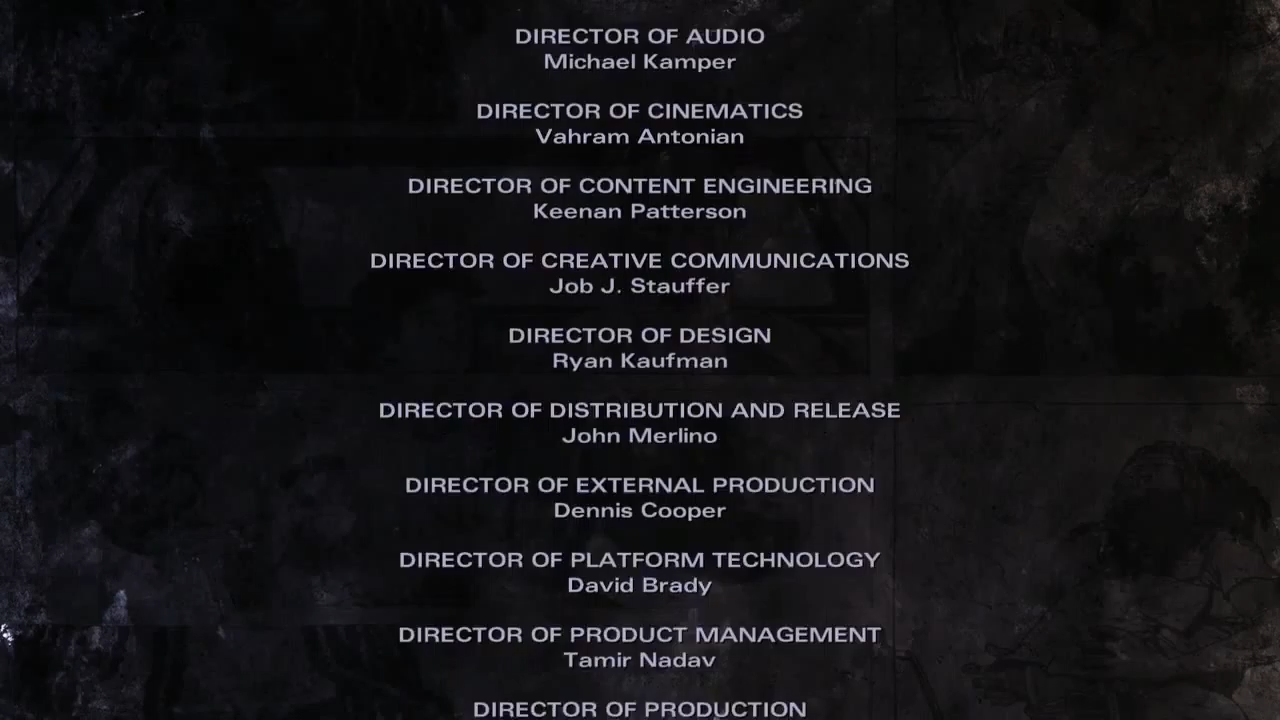 DIRECTOR OF AUDIO
Michael Kamper
DIRECTOR OF CINEMATICS
Vahram Antonian
DIRECTOR OF CONTENT ENGINEERING
Keenan Patterson
DIRECTOR OF CREATIVE COMMUNICATIONS
Job J. Stauffer
DIRECTOR OF DESIGN
Ryan Kaufman
DIRECTOR OF DISTRIBUTION AND RELEASE
John Merlino
DIRECTOR OF EXTERNAL PRODUCTION
Dennis Cooper
DIRECTOR OF PLATFORM TECHNOLOGY
David Brady
DIRECTOR OF PRODUCT MANAGEMENT
Tamir Nadav
DIRECTOR OF PRODUCTION